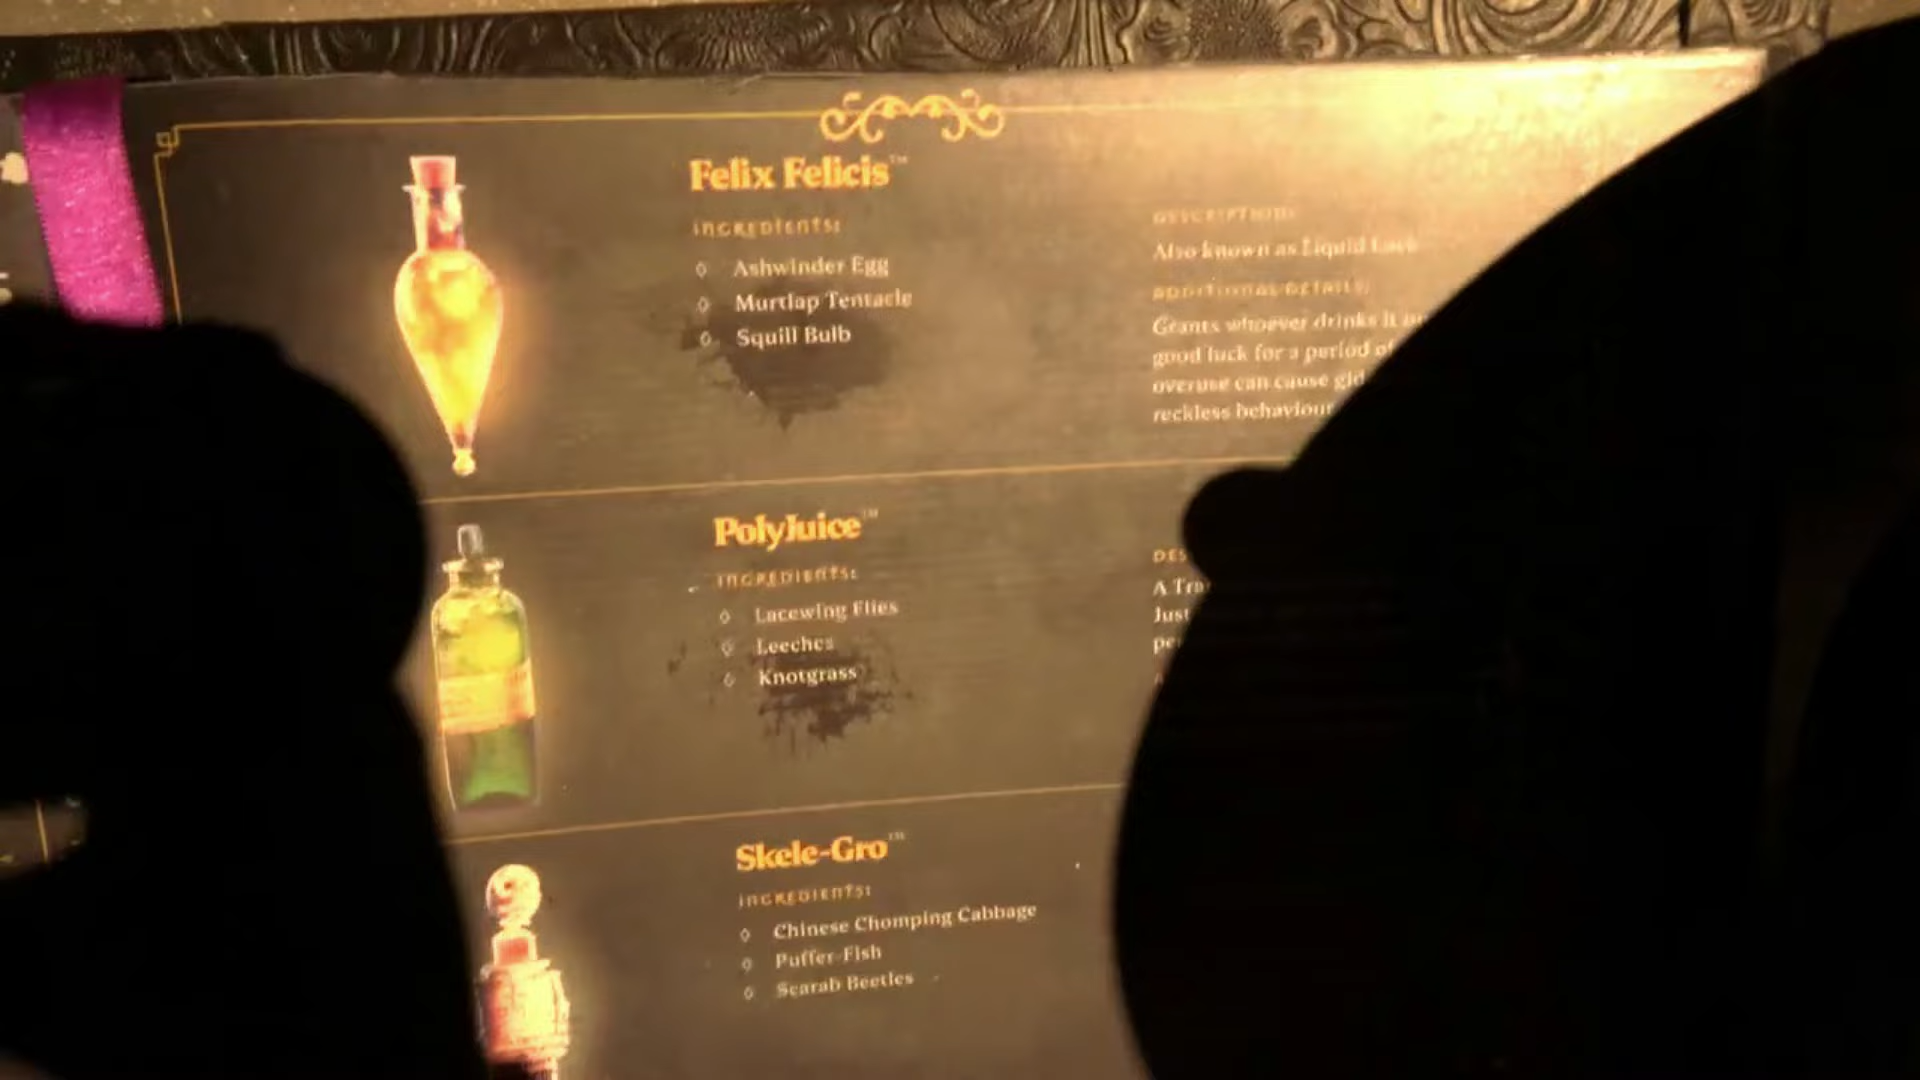 Felix Felicis™
INGREDIENTS:
◊ Ashwinder Egg
◊ Murtlap Tentacle
◊ Squill Bulb
DESCRIPTION:
Also known as Liquid Luck
ADDITIONAL DETAILS:
Grants whoever drinks it
good luck for a period of
overuse can cause
reckless behaviour
PolyJuice™
INGREDIENTS:
◊ Lacewing Flies
◊ Leeches
◊ Knotgrass
A
Just
Skele-Gro™
INGREDIENTS:
◊ Chinese Chomping Cabbage
◊ Puffer-Fish
◊ Scarab Beetles